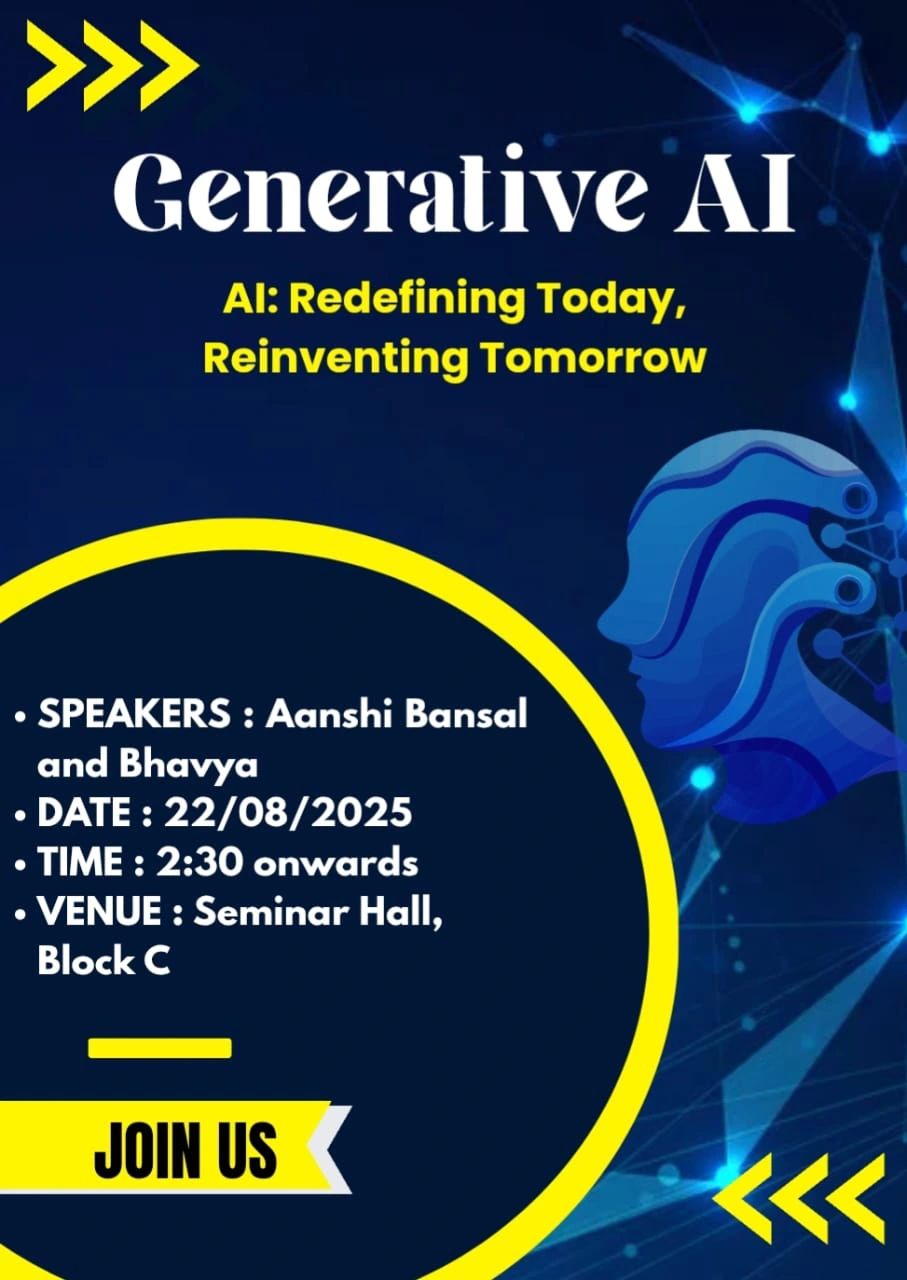 Generative AI
AI: Redefining Today,
Reinventing Tomorrow
• SPEAKERS : Aanshi Bansal
and Bhavya
• DATE : 22/08/2025
• TIME : 2:30 onwards
• VENUE : Seminar Hall,
Block C
JOIN US